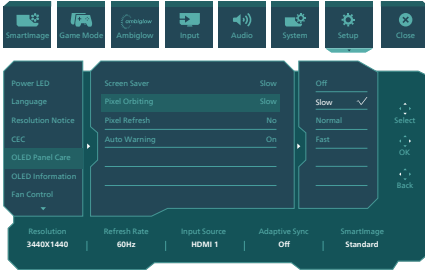 ambiglow
SmartImage
Game Mode
Ambiglow
Input
Audio
System
Setup
Close
Power LED
Language
Resolution Notice
CEC
OLED Panel Care
OLED Information
Fan Control
Screen Saver Slow
Pixel Orbiting Slow
Pixel Refresh No
Auto Warning On
Off
Slow
Normal
Fast
Select
OK
Back
Resolution Refresh Rate Input Source Adaptive Sync SmartImage
3440X1440 | 60Hz | HDMI 1 | Off | Standard